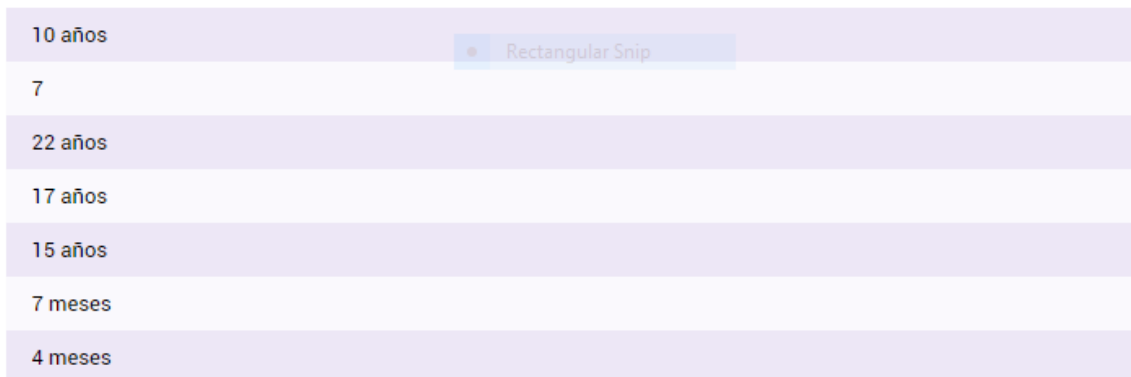 10 años
Rectangular Snip
7
22 años
17 años
15 años
7 meses
4 meses